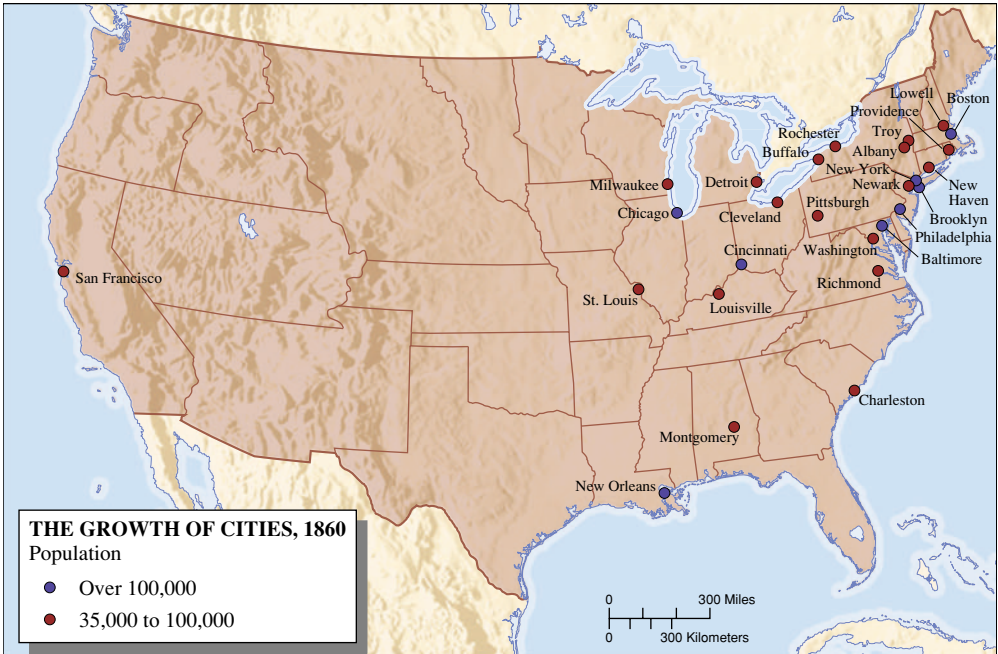 Lowell
Boston
Providence
Rochester
Troy
Buffalo
Albany
New York
Milwaukee
Detroit
Newark
New
Haven
Chicago
Cleveland
Pittsburgh
Brooklyn
Philadelphia
Cincinnati
Washington
Baltimore
San Francisco
Richmond
St. Louis
Louisville
Charleston
Montgomery
New Orleans
THE GROWTH OF CITIES, 1860
Population
Over 100,000
35,000 to 100,000
0 300 Miles
0 300 Kilometers